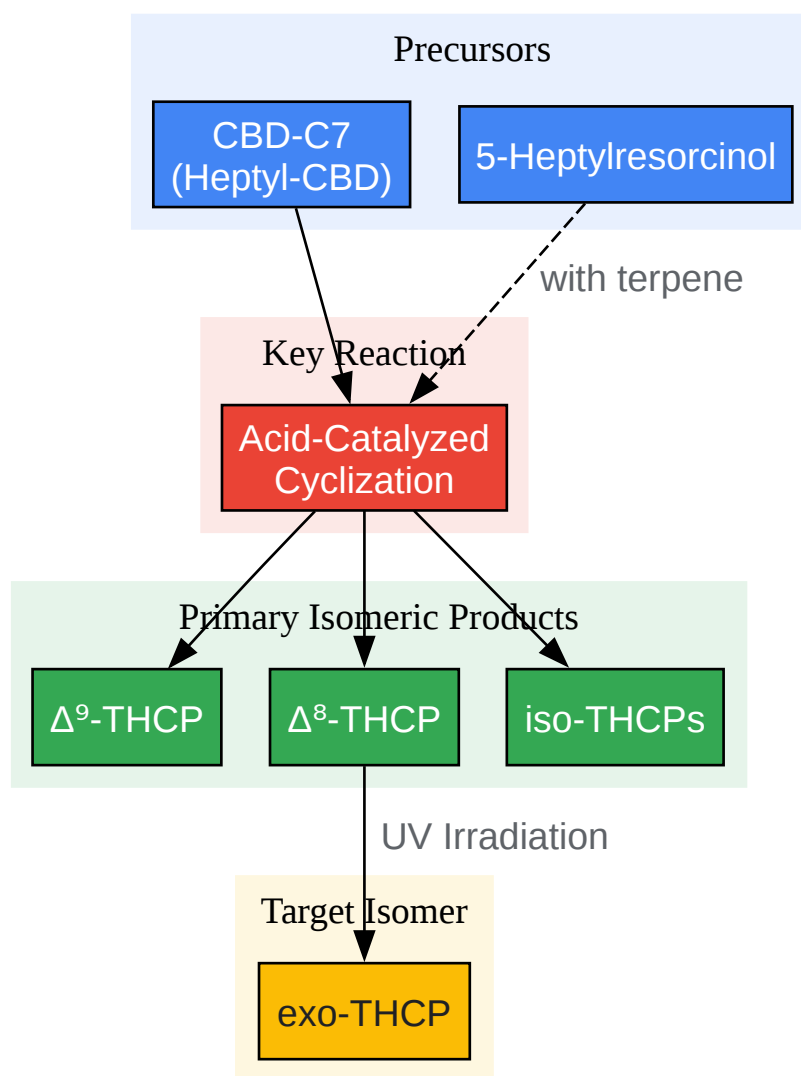 Precursors
CBD-C7
(Heptyl-CBD)
5-Heptylresorcinol
with terpene
Key Reaction
Acid-Catalyzed
Cyclization
Primary Isomeric Products
Δ⁹-THCP
Δ⁸-THCP
iso-THCPs
UV Irradiation
Target Isomer
exo-THCP